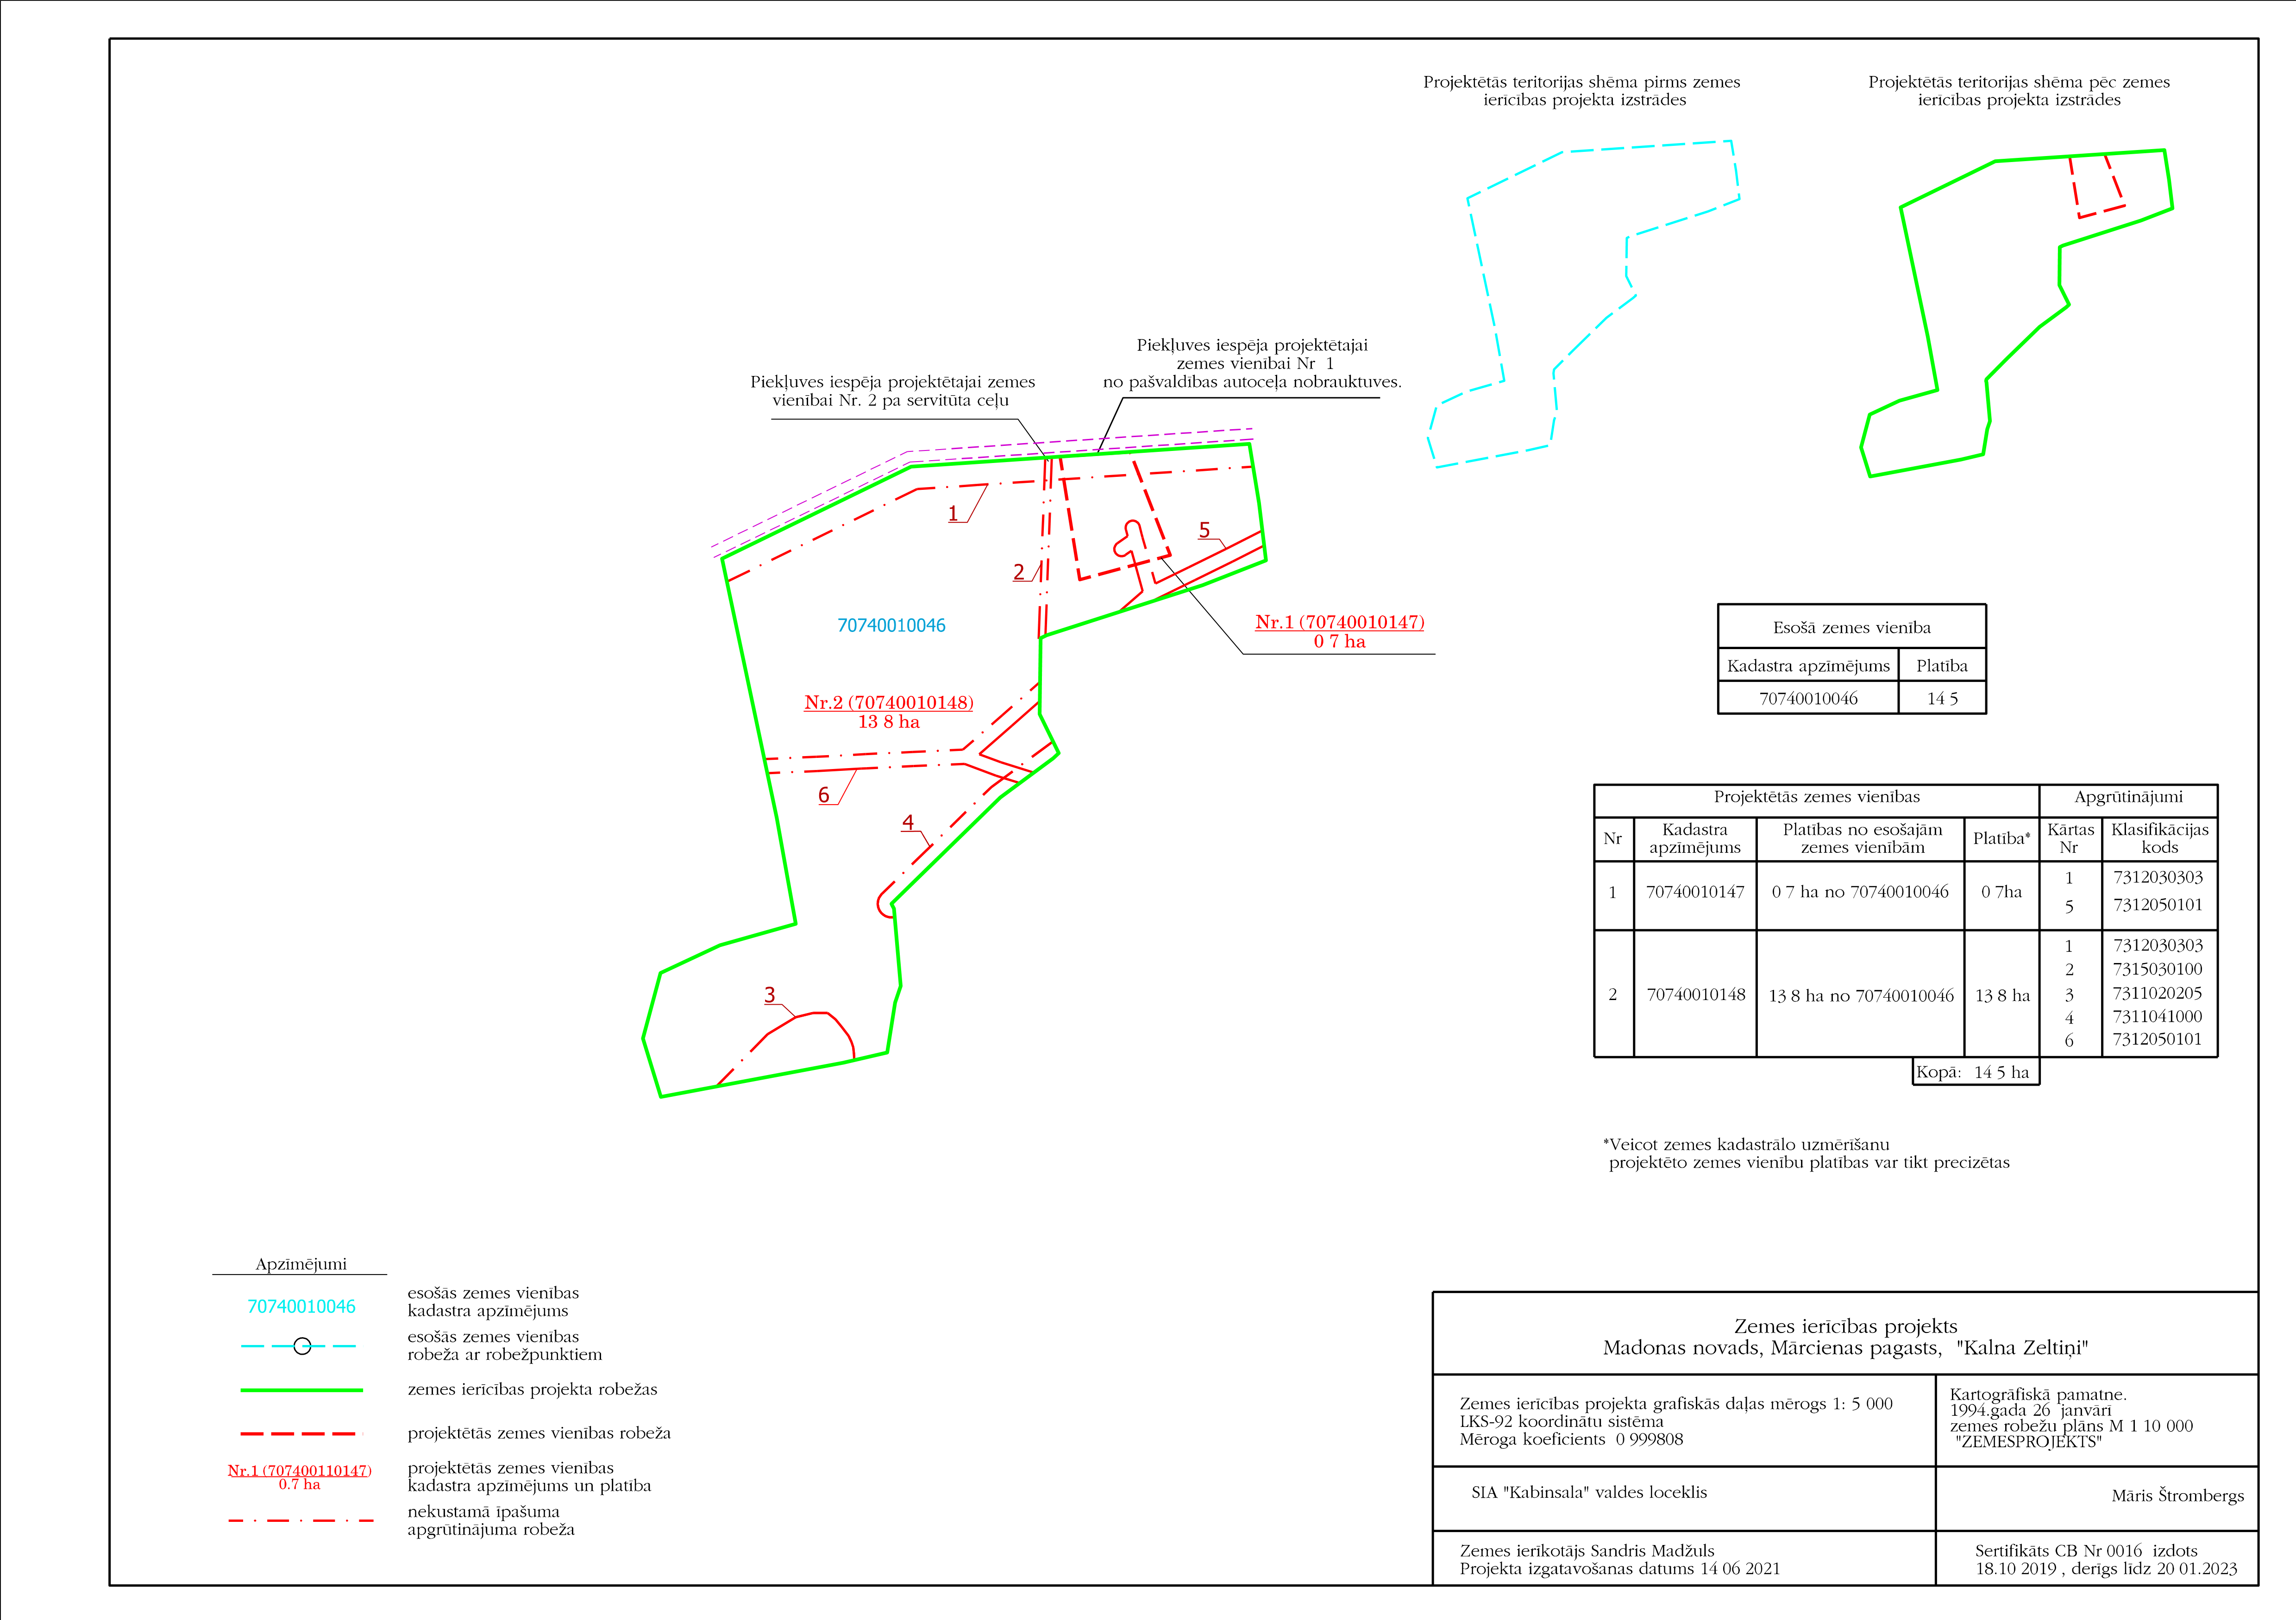 Projektētās teritorijas shēma pirms zemes
ierīcības projekta izstrādes
Projektētās teritorijas shēma pēc zemes
ierīcības projekta izstrādes
Piekļuves iespēja projektētajai
zemes vienībai Nr 1
no pašvaldības autoceļa nobrauktuves.
Piekļuves iespēja projektētajai zemes
vienībai Nr. 2 pa servitūta ceļu
1
5
2
70740010046
Nr.1 (70740010147)
0 7 ha
Nr.2 (70740010148)
13 8 ha
6
4
3
Esošā zemes vienība
Kadastra apzīmējums Platība
70740010046 14 5
Projektētās zemes vienības Apgrūtinājumi
Nr Kadastra apzīmējums Platības no esošajām zemes vienībām Platība* Kārtas Nr Klasifikācijas kods
1 70740010147 0 7 ha no 70740010046 0 7ha 1 7312030303
5 7312050101
1 7312030303
2 7315030100
2 70740010148 13 8 ha no 70740010046 13 8 ha 3 7311020205
4 7311041000
6 7312050101
Kopā: 14 5 ha
*Veicot zemes kadastrālo uzmērīšanu
projektēto zemes vienību platības var tikt precizētas
Apzīmējumi
70740010046
esošās zemes vienības
kadastra apzīmējums
esošās zemes vienības
robeža ar robežpunktiem
zemes ierīcības projekta robežas
projektētās zemes vienības robeža
Nr.1 (707400110147)
0.7 ha
projektētās zemes vienības
kadastra apzīmējums un platība
nekustamā īpašuma
apgrūtinājuma robeža
Zemes ierīcības projekts
Madonas novads, Mārcienas pagasts, "Kalna Zeltiņi"
Zemes ierīcības projekta grafiskās daļas mērogs 1: 5 000
LKS-92 koordinātu sistēma
Mēroga koeficients 0 999808
Kartogrāfiskā pamatne.
1994.gada 26 janvārī
zemes robežu plāns M 1 10 000
"ZEMESPROJEKTS"
SIA "Kabinsala" valdes loceklis
Māris Štrombergs
Zemes ierīkotājs Sandris Madžuls
Projekta izgatavošanas datums 14 06 2021
Sertifikāts CB Nr 0016 izdots
18.10 2019 , derīgs līdz 20 01.2023